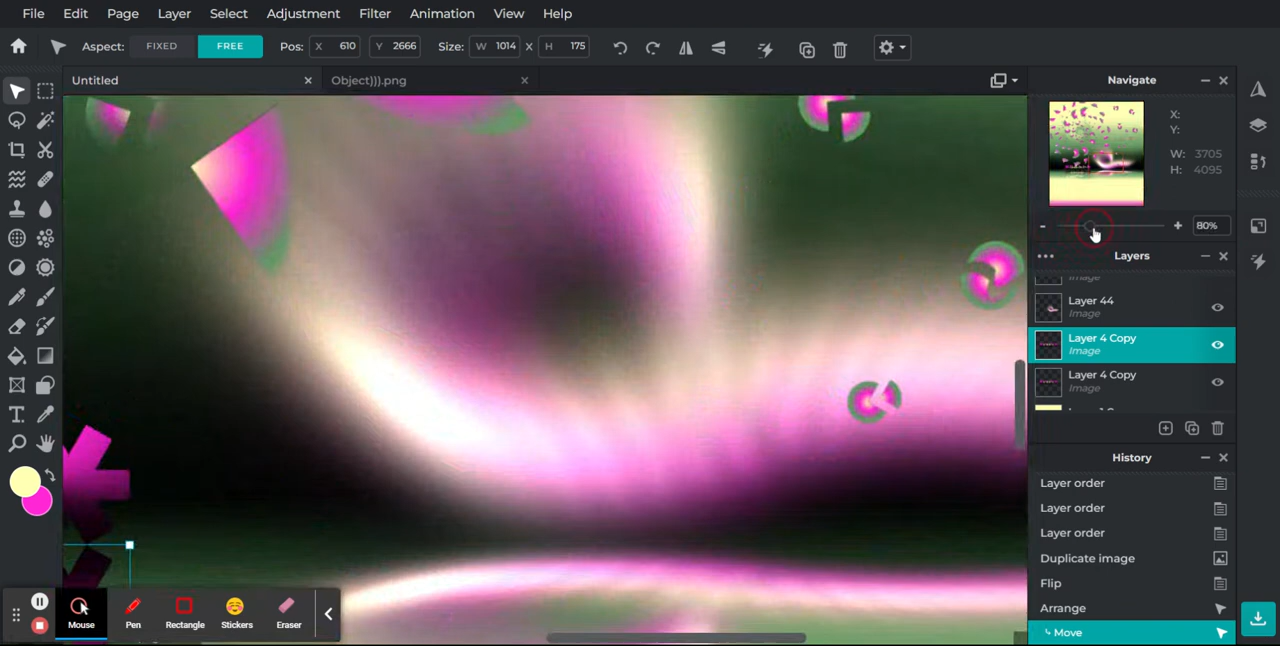 File Edit Page Layer Select Adjustment Filter Animation View Help
Aspect: FIXED FREE Pos: X 610 Y 2666 Size: W 1014 X H 175
Untitled Object))).png
Navigate
X:
Y:
W: 3705
H: 4095
80%
Layers
Image
Layer 44
Image
Layer 4 Copy
Image
Layer 4 Copy
Image
History
Layer order
Layer order
Layer order
Duplicate image
Flip
Arrange
Move
Mouse Pen Rectangle Stickers Eraser